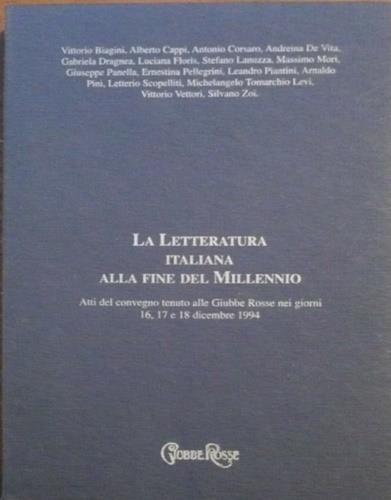 Vittorio Biagini, Alberto Cappi, Antonio Corsaro, Andreina De Vita,
Gabriela Dragnea, Luciana Floris, Stefano Lanuzza, Massimo Mori,
Giuseppe Panella, Ernestina Pellegrini, Leandro Piantini, Arnaldo
Pini, Letterio Scopelliti, Michelangelo Tomarchio Levi,
Vittorio Vettori, Silvano Zoi.
LA LETTERATURA
ITALIANA
ALLA FINE DEL MILLENNIO
Atti del convegno tenuto alle Giubbe Rosse nei giorni
16, 17 e 18 dicembre 1994
GIUBBE ROSSE